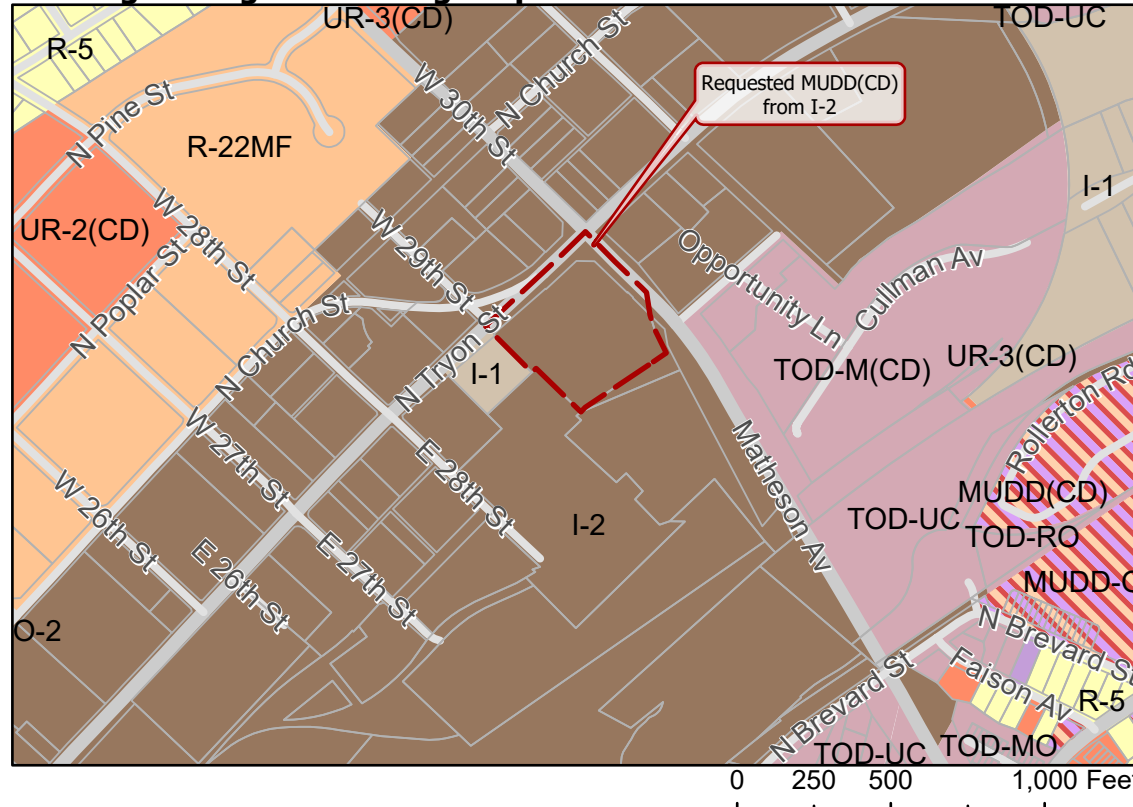 UR-3(CD)
TOD-UC
R-5
N Church St
W 30th St
Requested MUDD(CD)
from I-2
N Pine St
R-22MF
I-1
UR-2(CD)
W 28th St
W 29th St
Opportunity Ln
Cullman Av
N Poplar St
N Church St
N Tryon St
I-1
TOD-M(CD)
UR-3(CD)
Rollerton Rd
W 27th St
E 28th St
Matheson Av
MUDD(CD)
W 26th St
I-2
TOD-UC
TOD-RO
E 26th St
E 27th St
MUDD-O
O-2
N Brevard St
Faison Av
R-5
N Brevard St
TOD-UC
TOD-MO
0 250 500 1,000 Feet